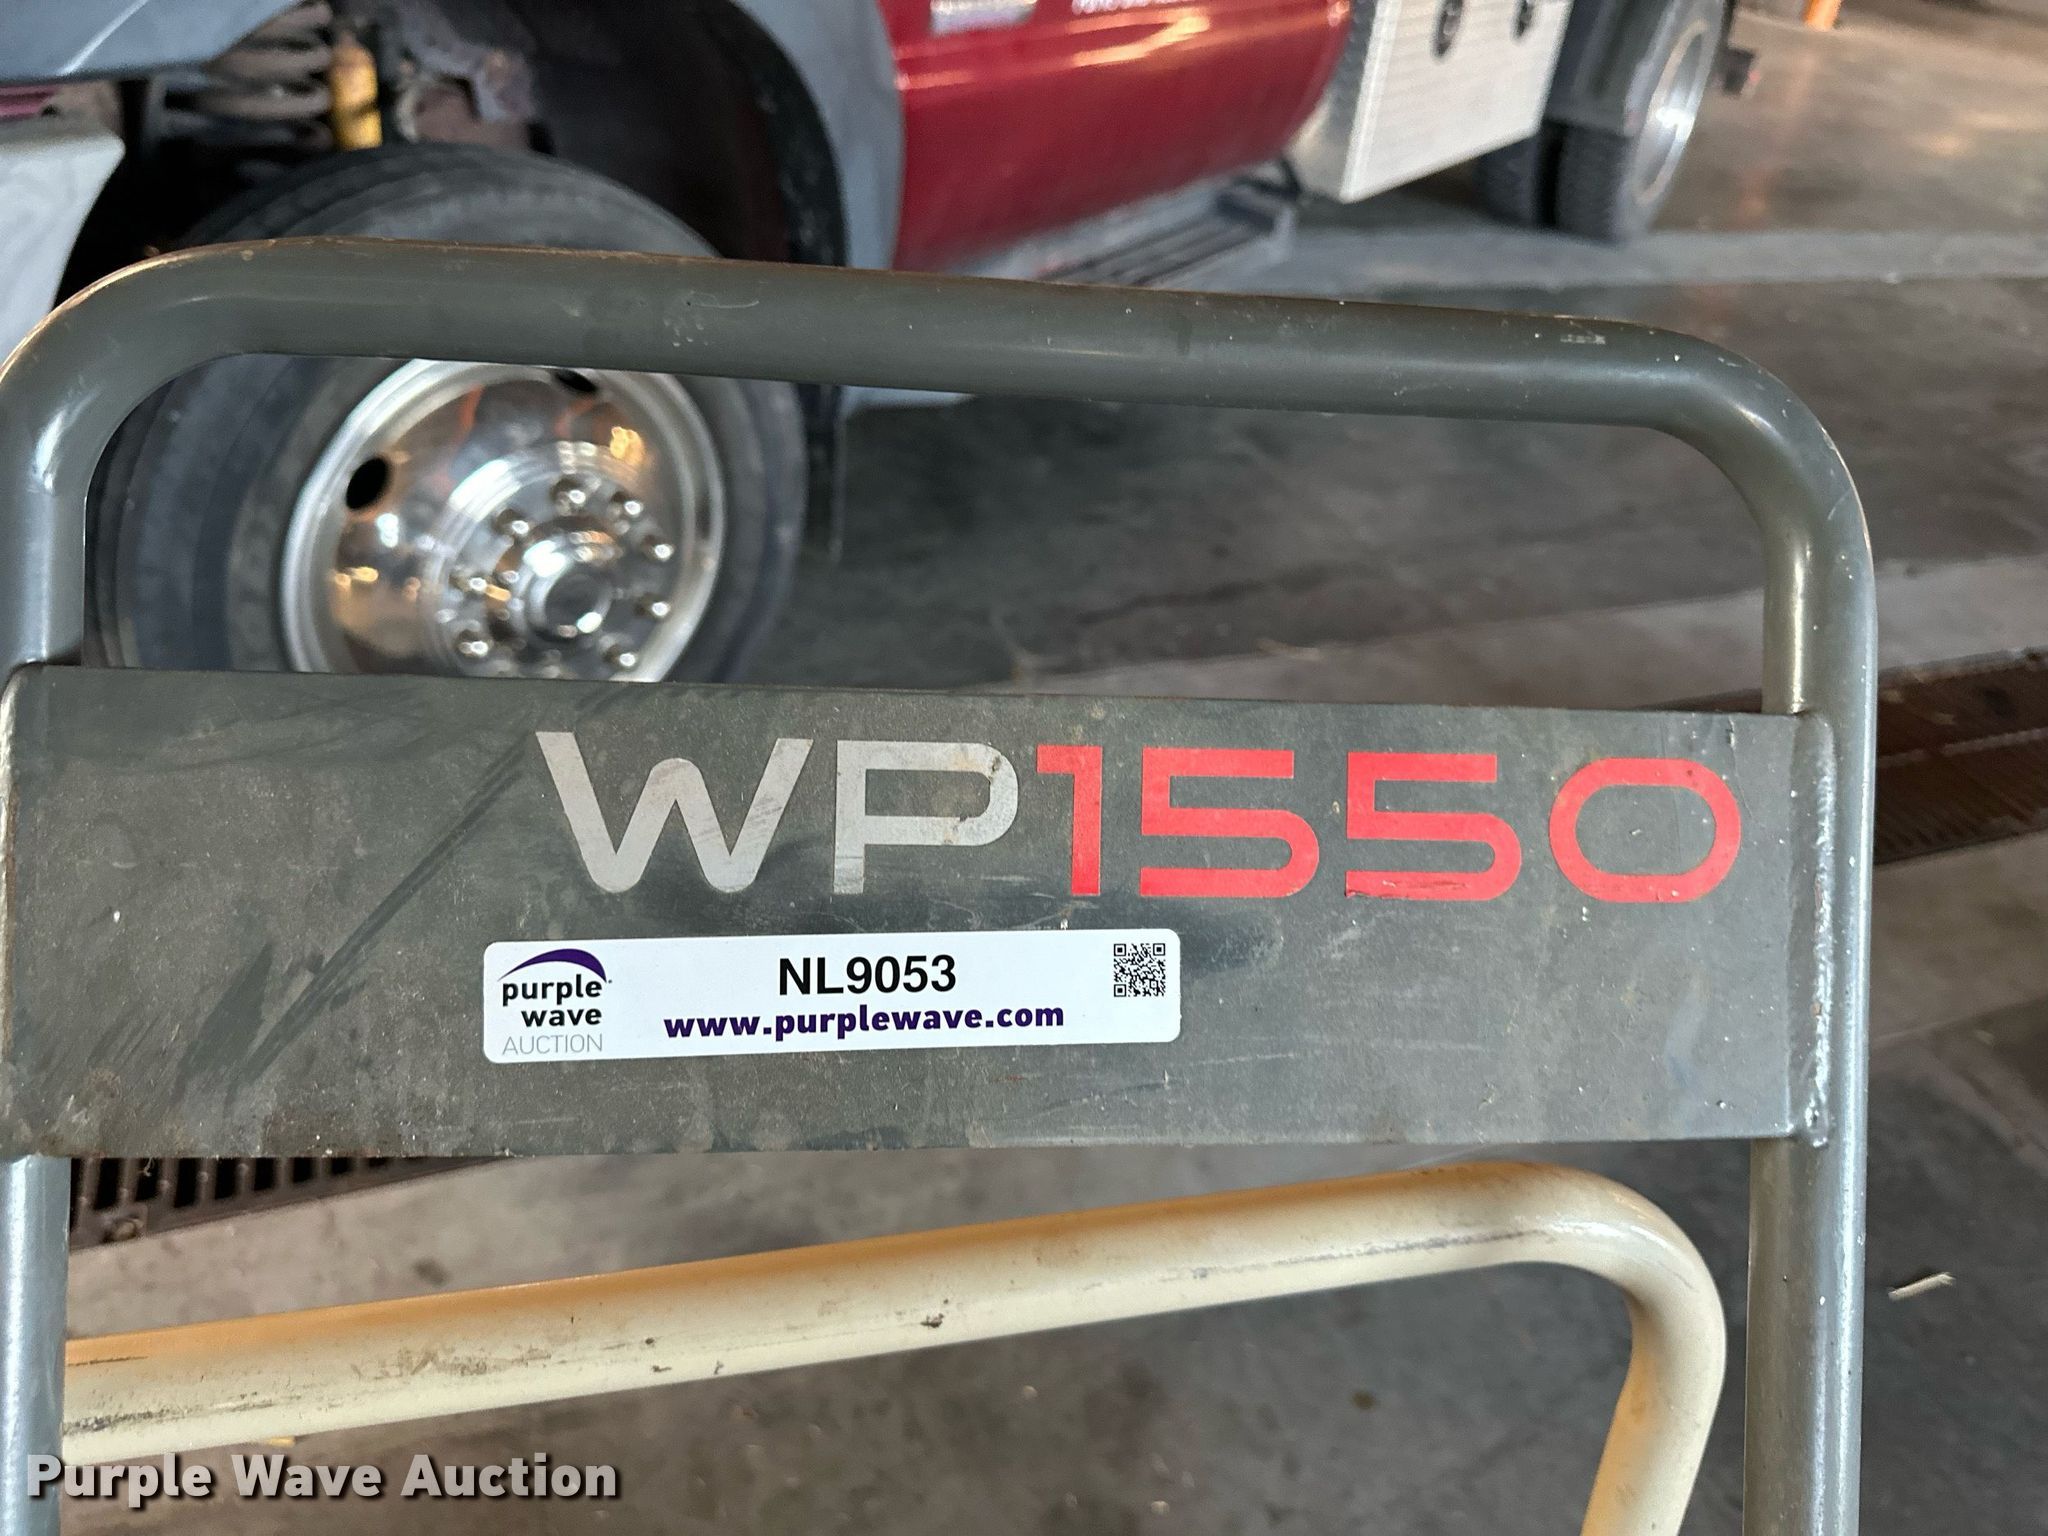 WP1550
purple
wave
AUCTION
NL9053
www.purplewave.com
Purple Wave Auction